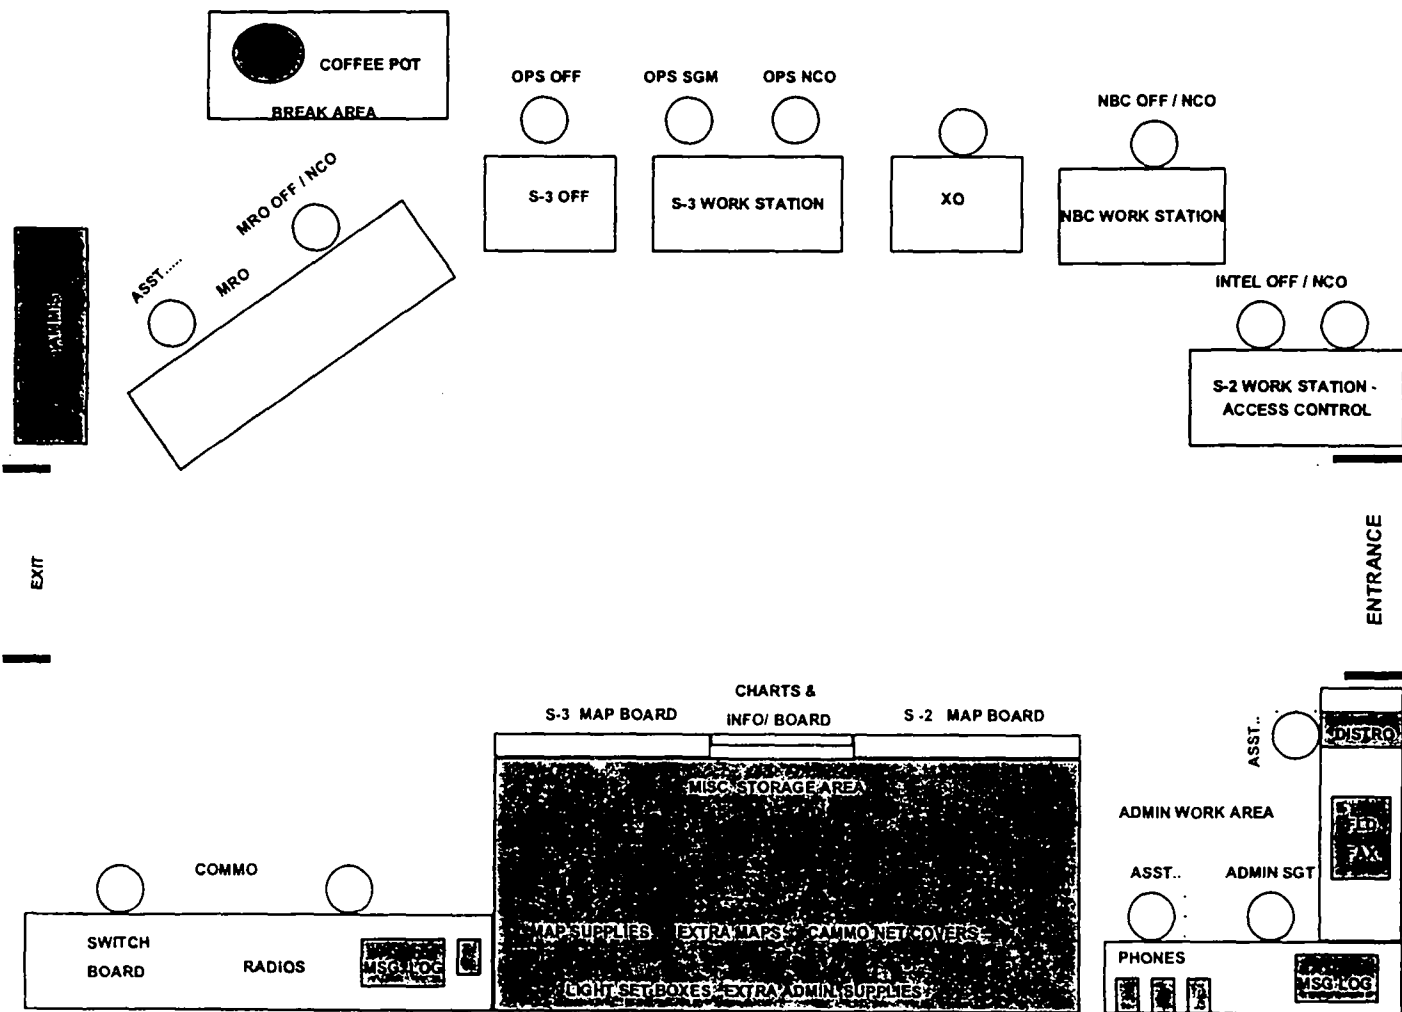 COFFEE POT
BREAK AREA
OPS OFF
OPS SGM
OPS NCO
NBC OFF / NCO
S-3 OFF
S-3 WORK STATION
XO
NBC WORK STATION
MRO OFF / NCO
ASST.....
MRO
INTEL OFF / NCO
S-2 WORK STATION -
ACCESS CONTROL
EXIT
ENTRANCE
S-3 MAP BOARD
CHARTS &
INFO/ BOARD
S -2 MAP BOARD
ASST..
DISTRO
MISC. STORAGE AREA
ADMIN WORK AREA
FLD
FAX
COMMO
ASST..
ADMIN SGT
MAP SUPPLIES
EXTRA MAPS
CAMMO NET COVERS
SWITCH
BOARD
RADIOS
MSG LOG
PHONES
MSG LOG
LIGHT SET BOXES
EXTRA ADMIN. SUPPLIES